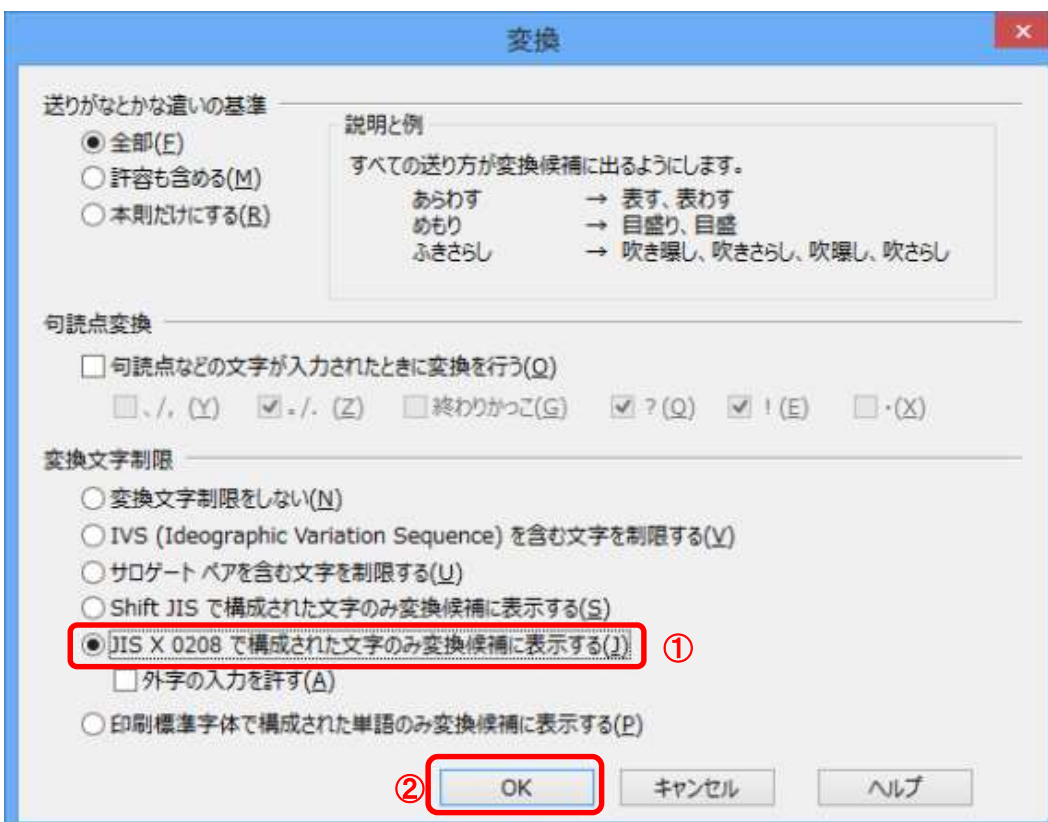 変換
送りがなとかな遣いの基準
全部(F)
許容も含める(M)
本則だけにする(R)
説明と例
すべての送り方が変換候補に出るようにします。
あらわす → 表す、表わす
めもり → 目盛り、目盛
ふきさらし → 吹き曝し、吹きさらし、吹曝し、吹さらし
句読点変換
句読点などの文字が入力されたときに変換を行う(O)
、/, (Y) 。/. (Z) 終わりかっこ(G) ?(Q) !(E) ・(X)
変換文字制限
変換文字制限をしない(N)
IVS (Ideographic Variation Sequence) を含む文字を制限する(V)
サロゲート ペアを含む文字を制限する(U)
Shift JIS で構成された文字のみ変換候補に表示する(S)
JIS X 0208 で構成された文字のみ変換候補に表示する(J) ①
外字の入力を許す(A)
印刷標準字体で構成された単語のみ変換候補に表示する(P)
② OK キャンセル ヘルプ